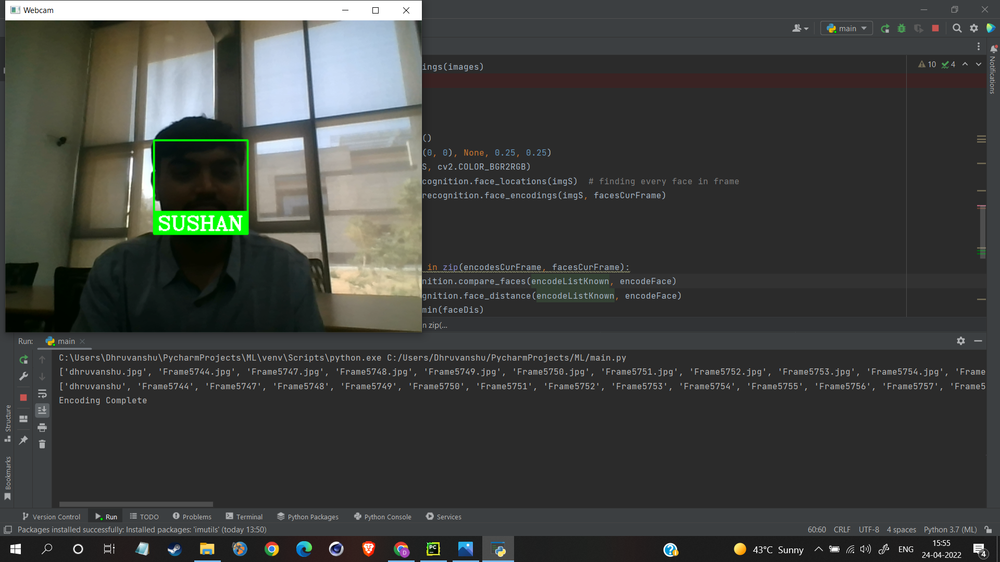 Webcam
main
ings(images)
10 4
Notifications
()
(0, 0), None, 0.25, 0.25)
S, cv2.COLOR_BGR2RGB)
cognition.face_locations(imgS)  # finding every face in frame
recognition.face_encodings(imgS, facesCurFrame)
SUSHAN
in zip(encodesCurFrame, facesCurFrame):
nition.compare_faces(encodeListKnown, encodeFace)
gnition.face_distance(encodeListKnown, encodeFace)
min(faceDis)
n zip(...
Run: main
C:\Users\Dhruvanshu\PycharmProjects\ML\venv\Scripts\python.exe C:/Users/Dhruvanshu/PycharmProjects/ML/main.py
['dhruvanshu.jpg', 'Frame5744.jpg', 'Frame5747.jpg', 'Frame5748.jpg', 'Frame5749.jpg', 'Frame5750.jpg', 'Frame5751.jpg', 'Frame5752.jpg', 'Frame5753.jpg', 'Frame5754.jpg', 'Frame
['dhruvanshu', 'Frame5744', 'Frame5747', 'Frame5748', 'Frame5749', 'Frame5750', 'Frame5751', 'Frame5752', 'Frame5753', 'Frame5754', 'Frame5755', 'Frame5756', 'Frame5757', 'Frame5
Encoding Complete
Structure
Bookmarks
Version Control Run TODO Problems Terminal Python Packages Python Console Services
Packages installed successfully: Installed packages: 'imutils' (today 13:50) 60:60 CRLF UTF-8 4 spaces Python 3.7 (ML)
PC D 43°C Sunny ENG 15:55
24-04-2022 4